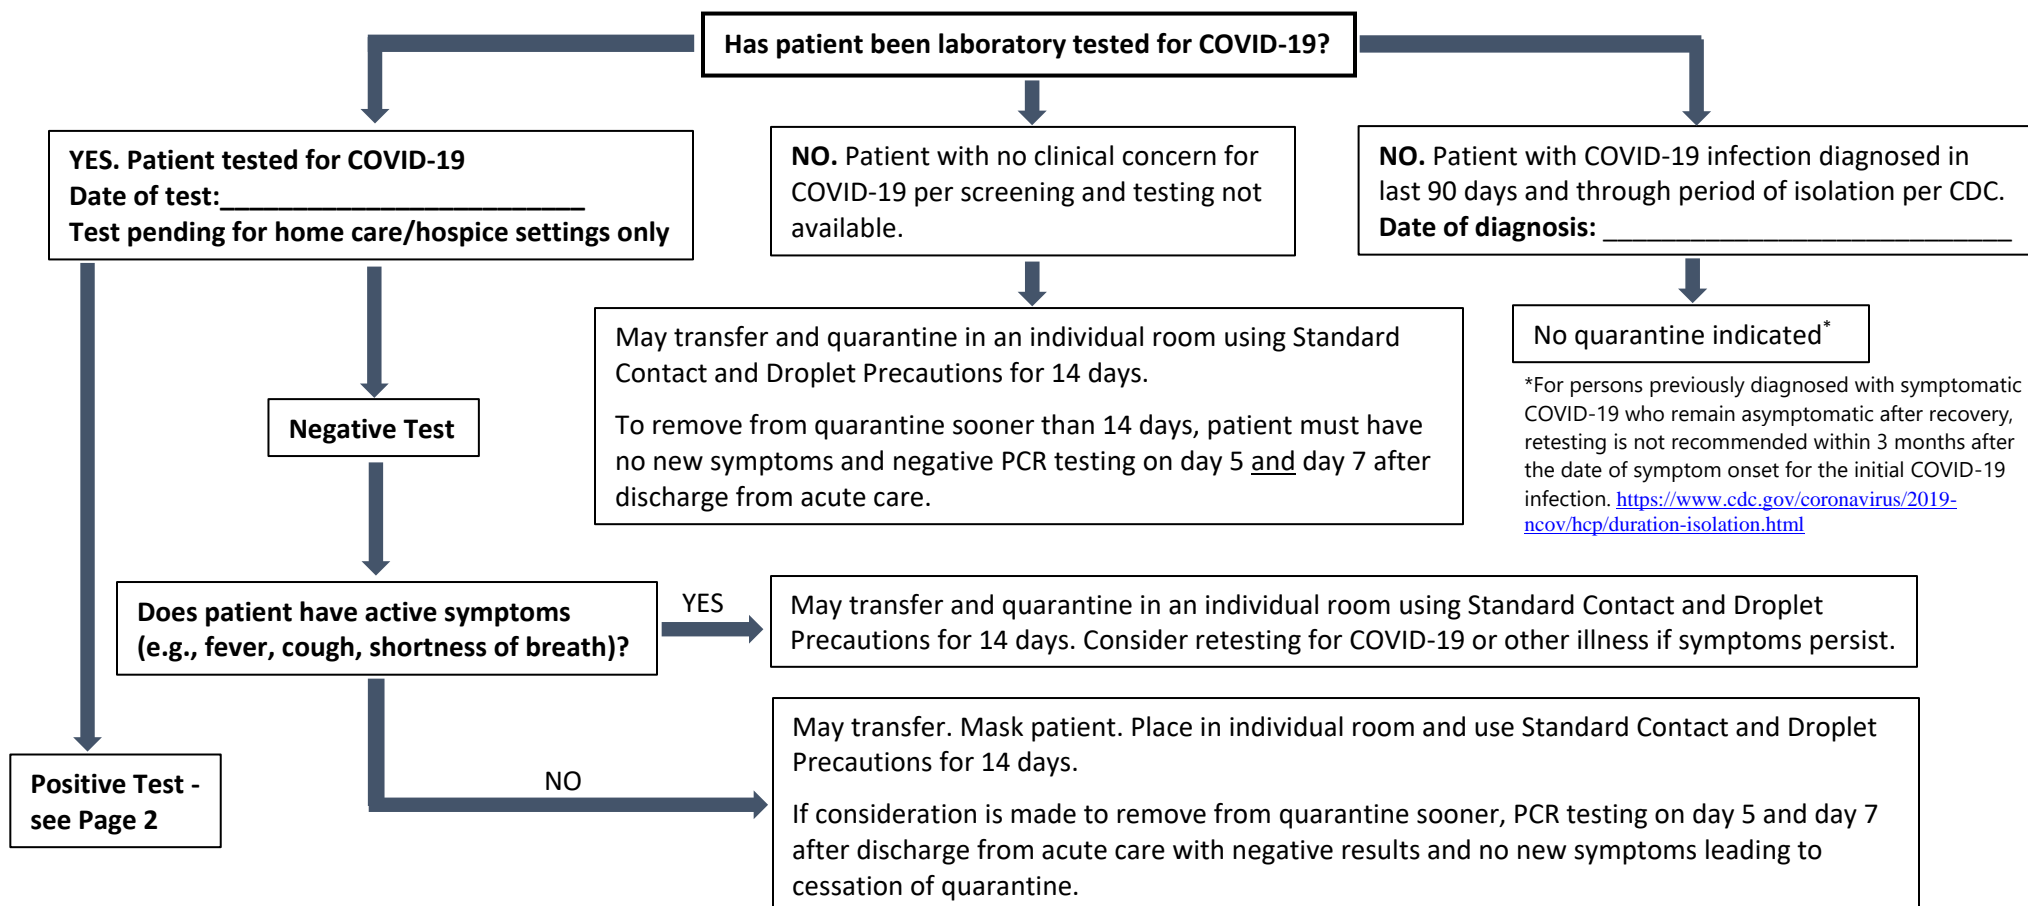 Has patient been laboratory tested for COVID-19?
YES. Patient tested for COVID-19
Date of test:_________________________
Test pending for home care/hospice settings only
NO. Patient with no clinical concern for
COVID-19 per screening and testing not
available.
NO. Patient with COVID-19 infection diagnosed in
last 90 days and through period of isolation per CDC.
Date of diagnosis: ____________________________
May transfer and quarantine in an individual room using Standard
Contact and Droplet Precautions for 14 days.
To remove from quarantine sooner than 14 days, patient must have
no new symptoms and negative PCR testing on day 5 and day 7 after
discharge from acute care.
No quarantine indicated*
*For persons previously diagnosed with symptomatic
COVID-19 who remain asymptomatic after recovery,
retesting is not recommended within 3 months after
the date of symptom onset for the initial COVID-19
infection. https://www.cdc.gov/coronavirus/2019-
ncov/hcp/duration-isolation.html
Negative Test
Does patient have active symptoms
(e.g., fever, cough, shortness of breath)?
YES
May transfer and quarantine in an individual room using Standard Contact and Droplet
Precautions for 14 days. Consider retesting for COVID-19 or other illness if symptoms persist.
NO
May transfer. Mask patient. Place in individual room and use Standard Contact and Droplet
Precautions for 14 days.
If consideration is made to remove from quarantine sooner, PCR testing on day 5 and day 7
after discharge from acute care with negative results and no new symptoms leading to
cessation of quarantine.
Positive Test -
see Page 2